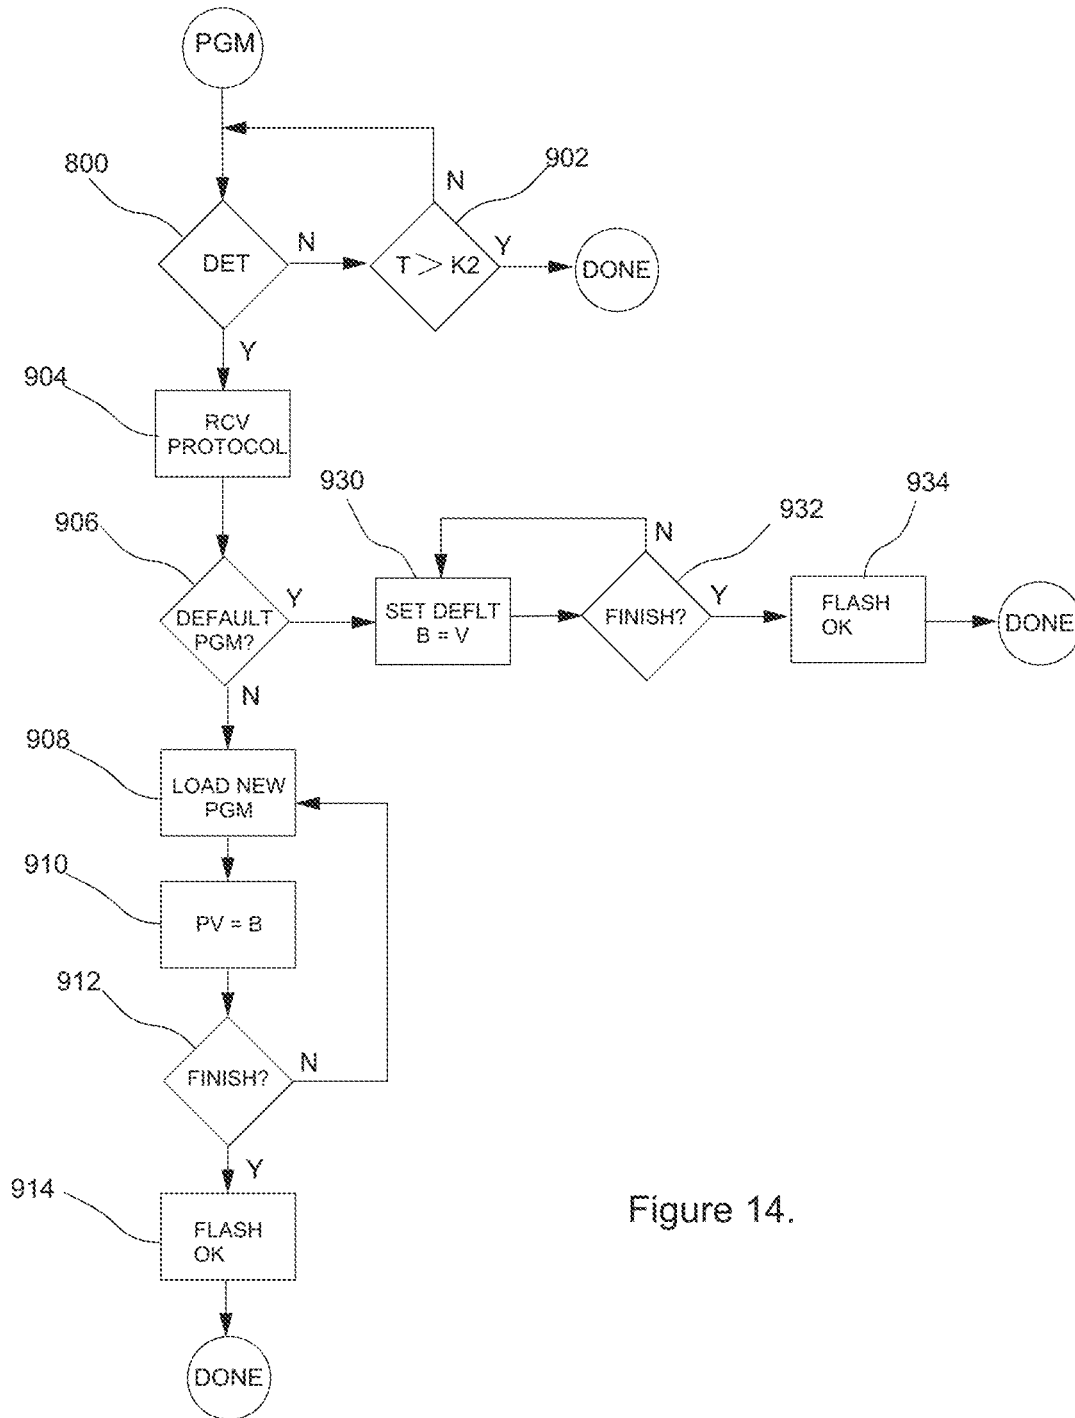 PGM
800
902
N
DET
N
T > K2
Y
DONE
Y
904
RCV
PROTOCOL
930
934
906
N
932
Y
Y
DEFAULT
PGM?
SET DEFLT
B = V
FINISH?
FLASH
OK
DONE
N
908
LOAD NEW
PGM
910
PV = B
912
N
FINISH?
Y
914
FLASH
OK
Figure 14.
DONE